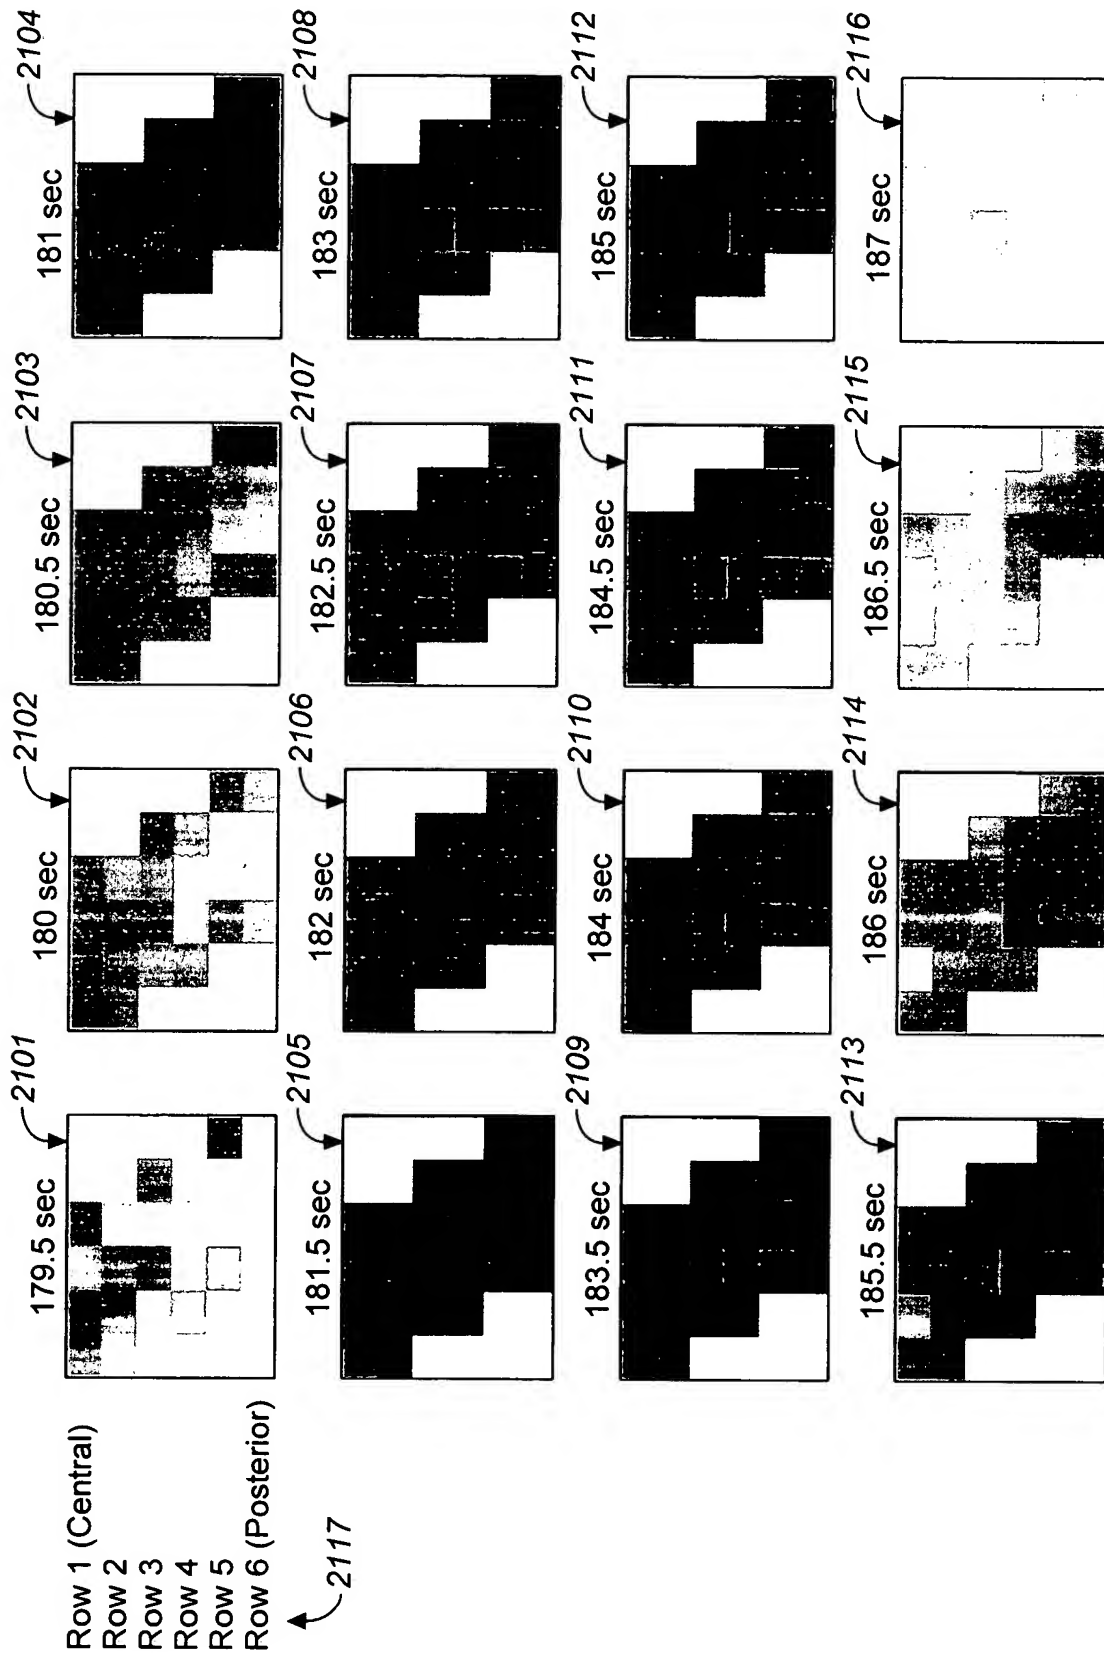 Row 1 (Central)
Row 2
Row 3
Row 4
Row 5
Row 6 (Posterior)
2117
179.5 sec
2101
180 sec
2102
180.5 sec
2103
181 sec
2104
181.5 sec
2105
182 sec
2106
182.5 sec
2107
183 sec
2108
183.5 sec
2109
184 sec
2110
184.5 sec
2111
185 sec
2112
185.5 sec
2113
186 sec
2114
186.5 sec
2115
187 sec
2116